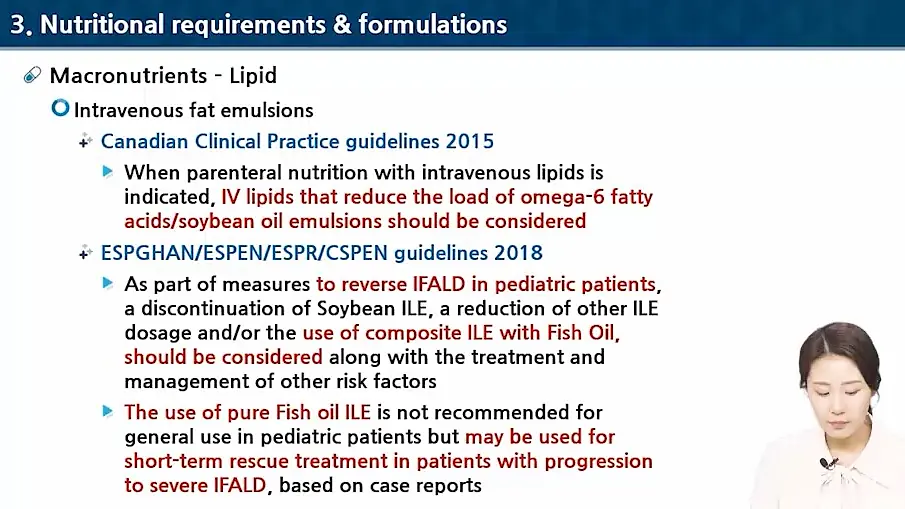 3. Nutritional requirements & formulations
Macronutrients - Lipid
Intravenous fat emulsions
Canadian Clinical Practice guidelines 2015
When parenteral nutrition with intravenous lipids is
indicated, IV lipids that reduce the load of omega-6 fatty
acids/soybean oil emulsions should be considered
ESPGHAN/ESPEN/ESPR/CSPEN guidelines 2018
As part of measures to reverse IFALD in pediatric patients,
a discontinuation of Soybean ILE, a reduction of other ILE
dosage and/or the use of composite ILE with Fish Oil,
should be considered along with the treatment and
management of other risk factors
The use of pure Fish oil ILE is not recommended for
general use in pediatric patients but may be used for
short-term rescue treatment in patients with progression
to severe IFALD, based on case reports